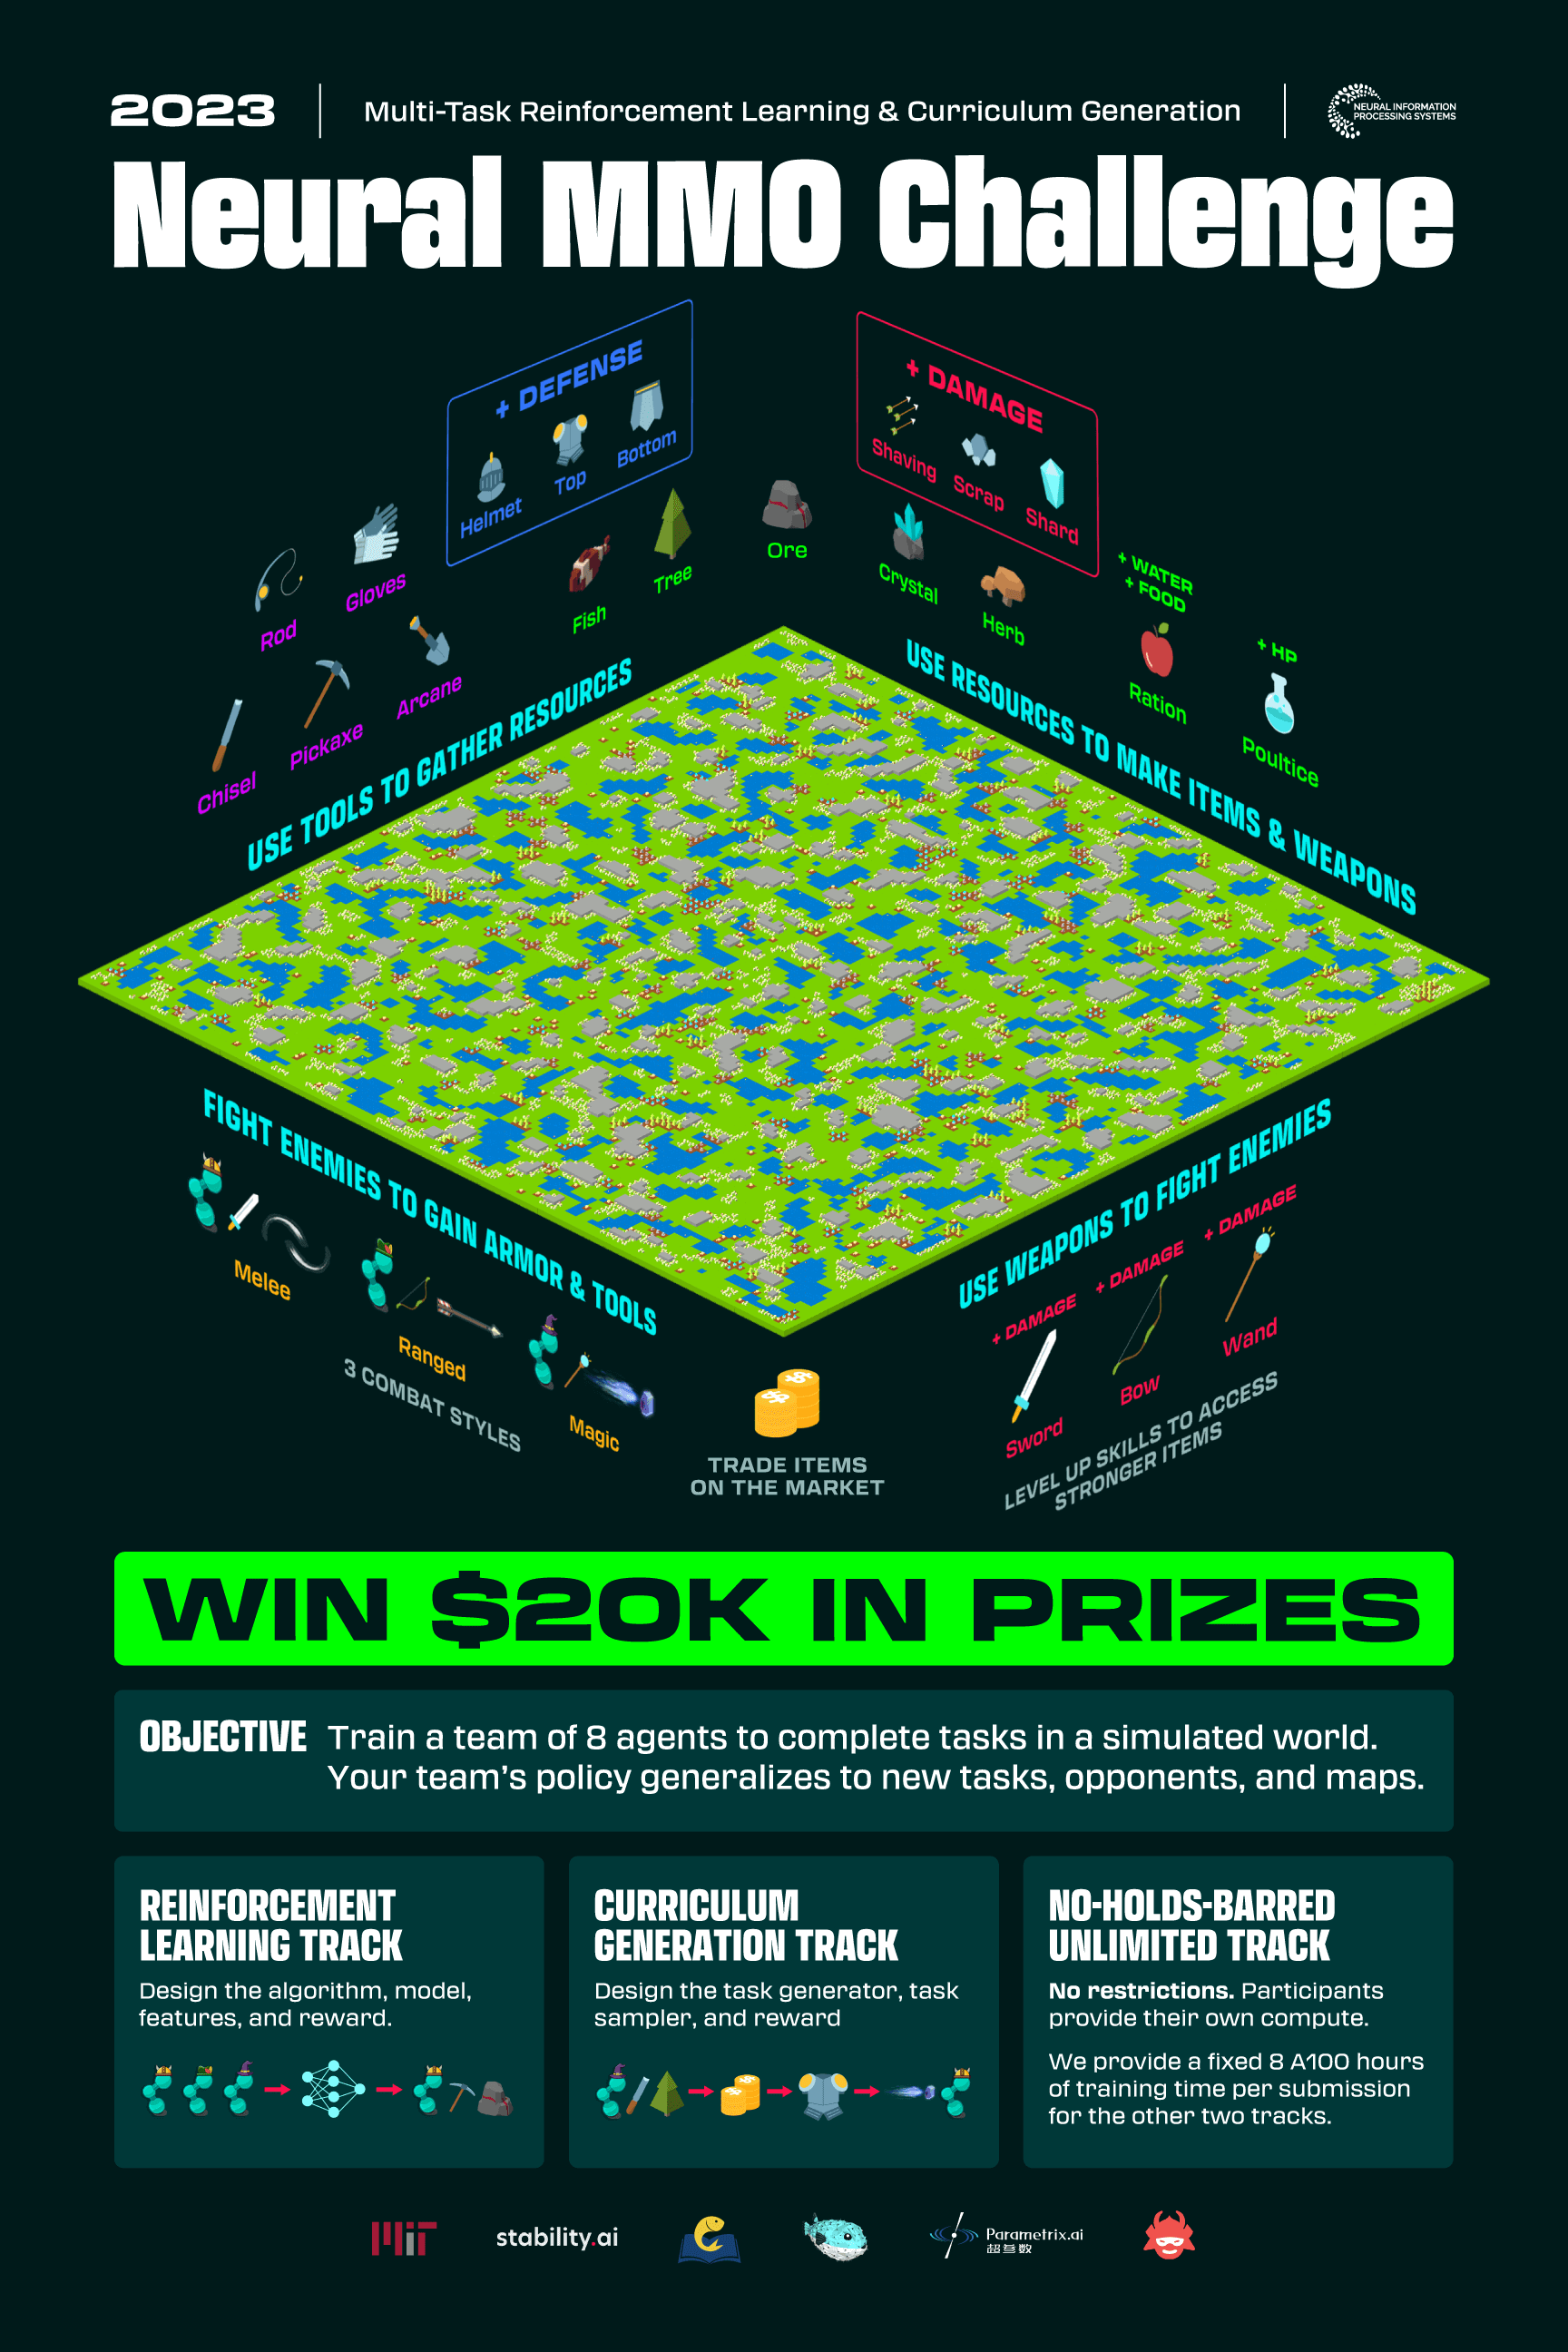 2023
Multi-Task Reinforcement Learning & Curriculum Generation
NEURAL INFORMATION
PROCESSING SYSTEMS
Neural MMO Challenge
+ DEFENSE
Helmet
Top
Bottom
+ DAMAGE
Shaving
Scrap
Shard
Rod
Gloves
Chisel
Pickaxe
Arcane
Fish
Tree
Ore
Crystal
Herb
+ WATER
+ FOOD
Ration
+ HP
Poultice
USE TOOLS TO GATHER RESOURCES
USE RESOURCES TO MAKE ITEMS & WEAPONS
FIGHT ENEMIES TO GAIN ARMOR & TOOLS
Melee
Ranged
Magic
3 COMBAT STYLES
TRADE ITEMS
ON THE MARKET
USE WEAPONS TO FIGHT ENEMIES
+ DAMAGE
Sword
+ DAMAGE
Bow
+ DAMAGE
Wand
LEVEL UP SKILLS TO ACCESS
STRONGER ITEMS
WIN $20K IN PRIZES
OBJECTIVE
Train a team of 8 agents to complete tasks in a simulated world.
Your team's policy generalizes to new tasks, opponents, and maps.
REINFORCEMENT
LEARNING TRACK
Design the algorithm, model,
features, and reward.
CURRICULUM
GENERATION TRACK
Design the task generator, task
sampler, and reward
NO-HOLDS-BARRED
UNLIMITED TRACK
No restrictions. Participants
provide their own compute.
We provide a fixed 8 A100 hours
of training time per submission
for the other two tracks.
MIT
stability.ai
Parametrix.ai
超参数